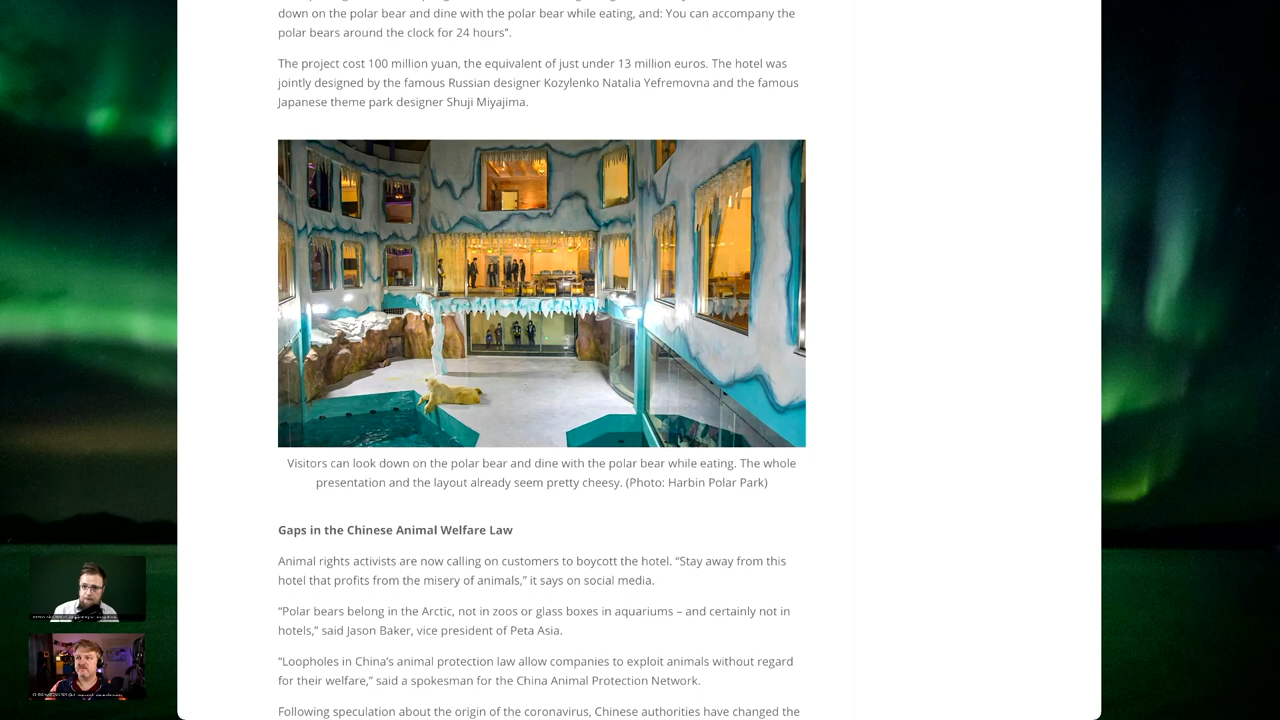 down on the polar bear and dine with the polar bear while eating, and: You can accompany the
polar bears around the clock for 24 hours”.
The project cost 100 million yuan, the equivalent of just under 13 million euros. The hotel was
jointly designed by the famous Russian designer Kozylenko Natalia Yefremovna and the famous
Japanese theme park designer Shuji Miyajima.
Visitors can look down on the polar bear and dine with the polar bear while eating. The whole
presentation and the layout already seem pretty cheesy. (Photo: Harbin Polar Park)
Gaps in the Chinese Animal Welfare Law
Animal rights activists are now calling on customers to boycott the hotel. “Stay away from this
hotel that profits from the misery of animals,” it says on social media.
“Polar bears belong in the Arctic, not in zoos or glass boxes in aquariums – and certainly not in
hotels,” said Jason Baker, vice president of Peta Asia.
“Loopholes in China’s animal protection law allow companies to exploit animals without regard
for their welfare,” said a spokesman for the China Animal Protection Network.
Following speculation about the origin of the coronavirus, Chinese authorities have changed the